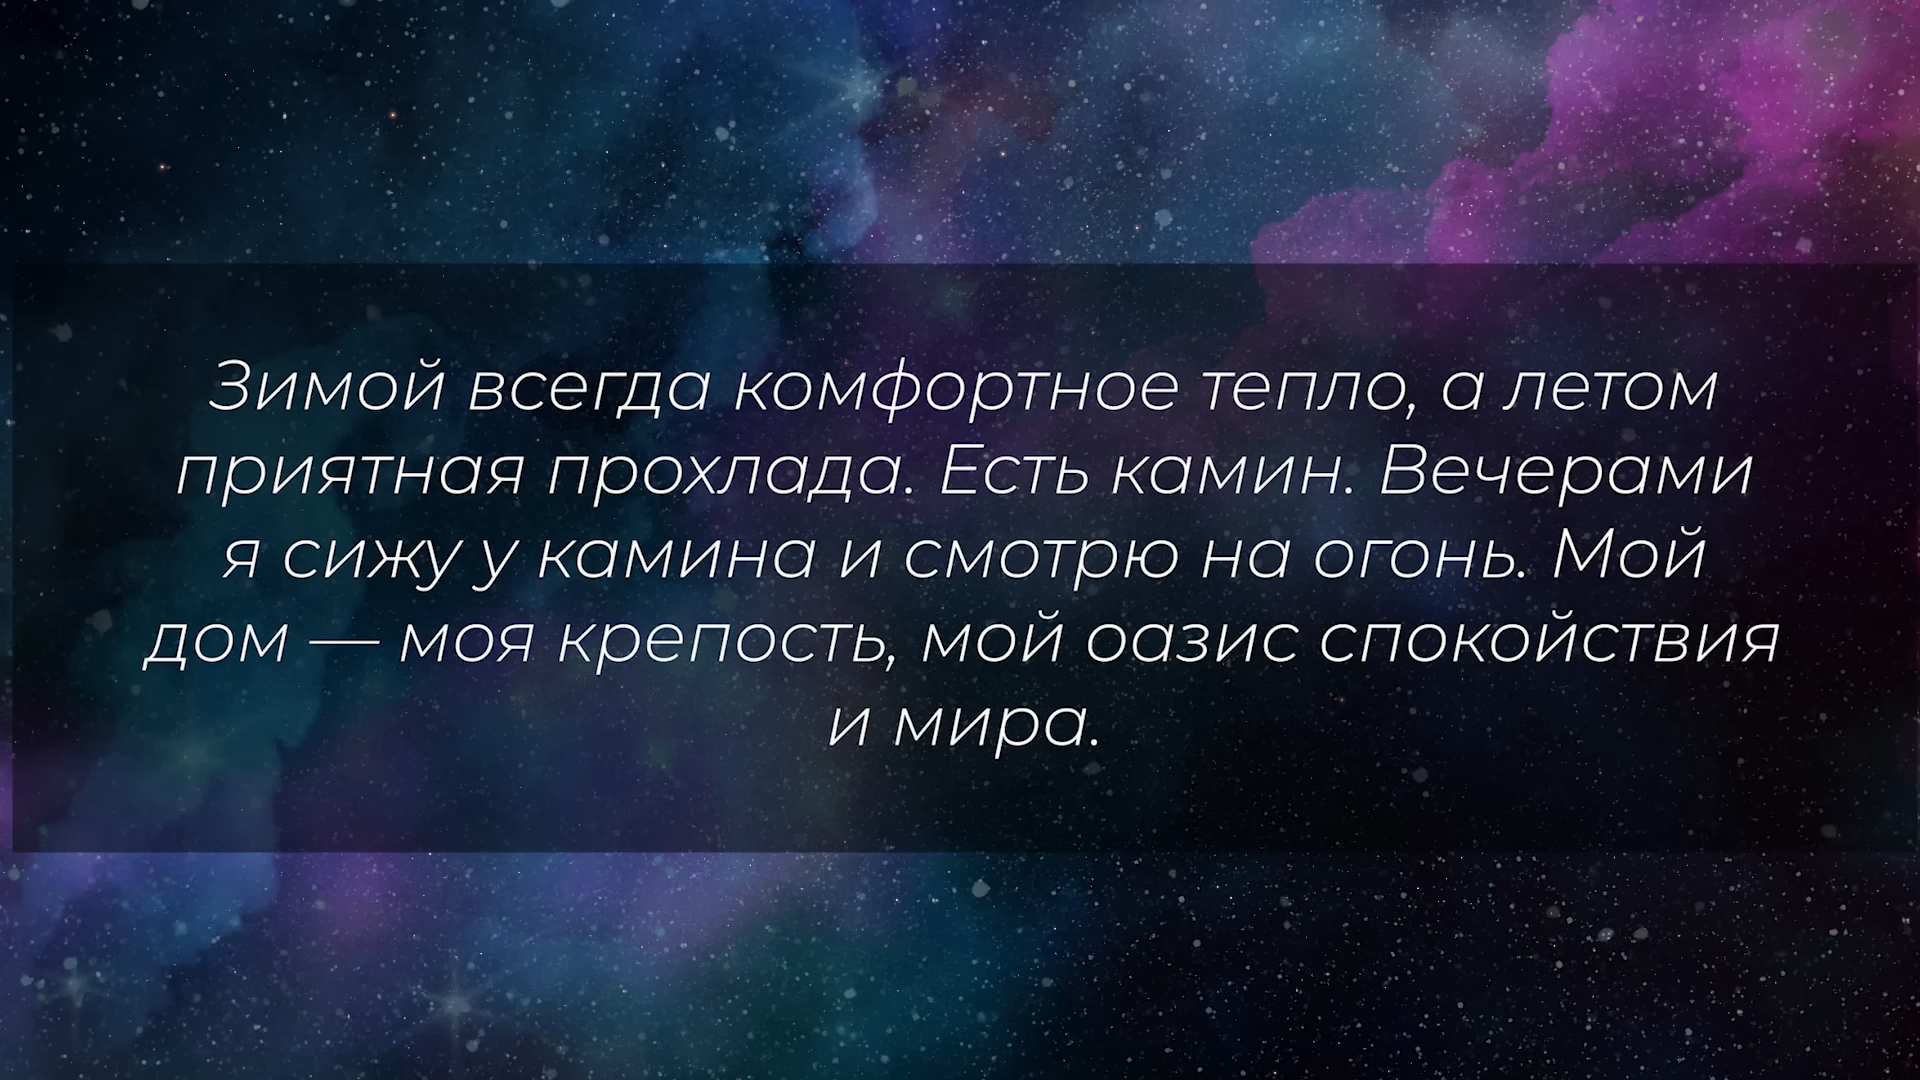 Зимой всегда комфортное тепло, а летом
приятная прохлада. Есть камин. Вечерами
я сижу у камина и смотрю на огонь. Мой
дом — моя крепость, мой оазис спокойствия
и мира.